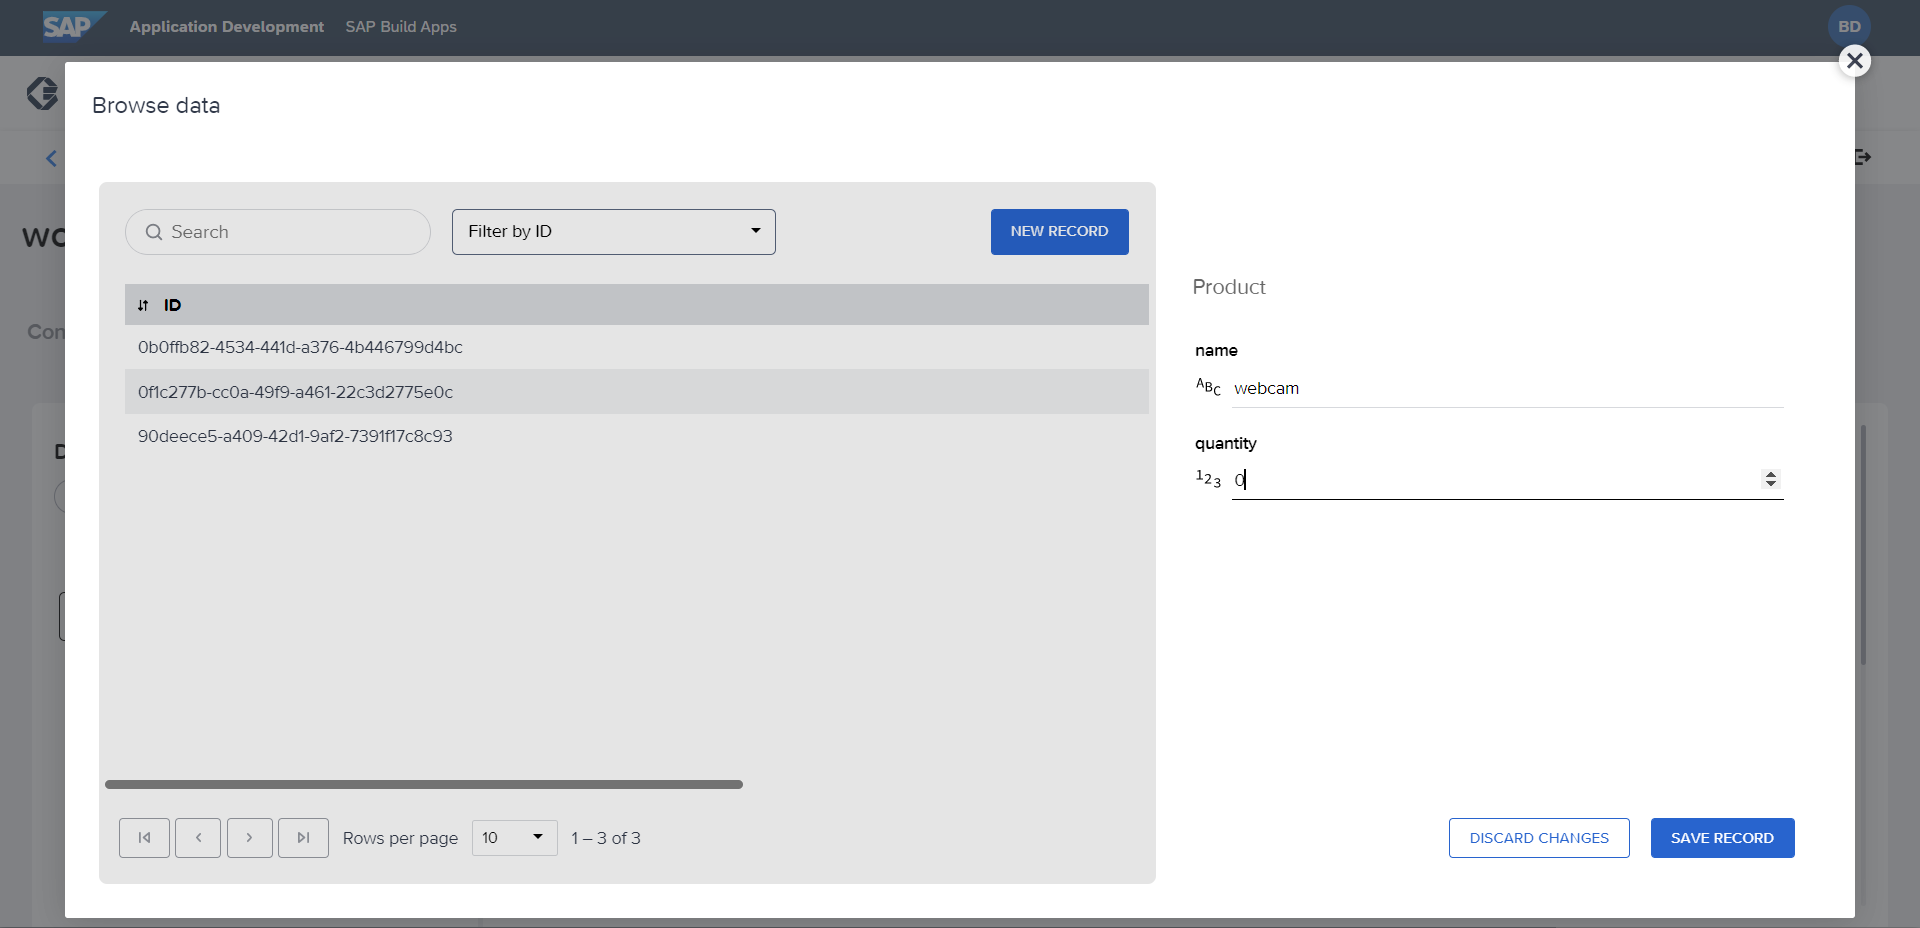 SAP Application Development SAP Build Apps BD
Browse data
Search
Filter by ID
NEW RECORD
ID
0b0ffb82-4534-441d-a376-4b446799d4bc
0f1c277b-cc0a-49f9-a461-22c3d2775e0c
90deece5-a409-42d1-9af2-7391f17c8c93
Rows per page 10 1 – 3 of 3
Product
name
ABC webcam
quantity
123 0
DISCARD CHANGES SAVE RECORD